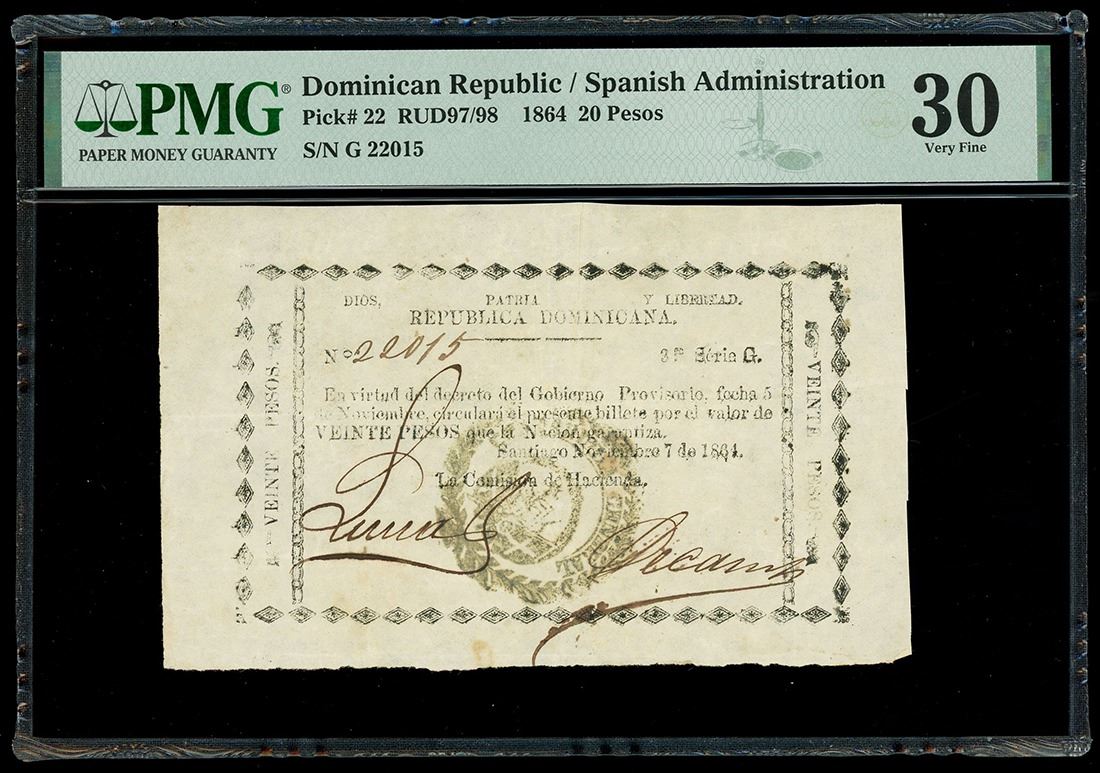 PMG®
PAPER MONEY GUARANTY
Dominican Republic / Spanish Administration
Pick# 22 RUD97/98 1864 20 Pesos
S/N G 22015
30
Very Fine
DIOS, PATRIA Y LIBERTAD.
REPUBLICA DOMINICANA.
No 22015 3ª Séria G.
En virtud del decreto del Gobierno Provisorio, fecha 5
de Noviembre, circulará el presente billete por el valor de
VEINTE PESOS que la Nacion garantiza.
Santiago Noviembre 7 de 1864.
La Comision de Hacienda.
VEINTE PESOS.
VEINTE PESOS.